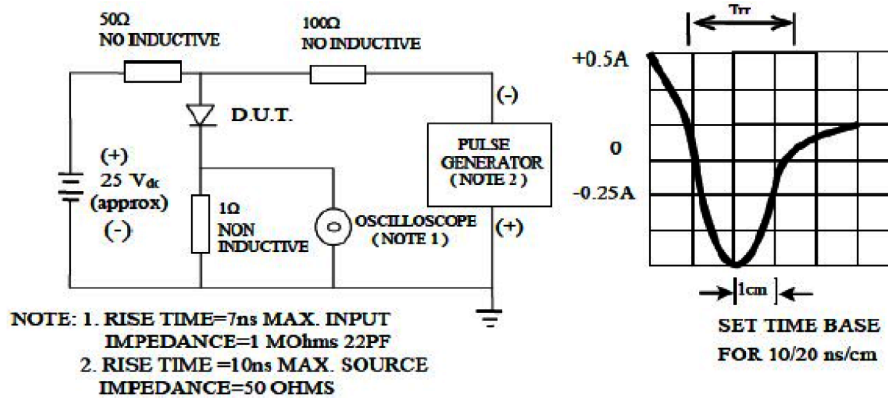 50Ω
NO INDUCTIVE
100Ω
NO INDUCTIVE
D.U.T.
(+)
25 Vdc
(approx)
(-)
1Ω
NON
INDUCTIVE
OSCILLOSCOPE
(NOTE 1)
(-)
PULSE
GENERATOR
(NOTE 2)
(+)
NOTE: 1. RISE TIME=7ns MAX. INPUT
IMPEDANCE=1 MOhms 22PF
2. RISE TIME =10ns MAX. SOURCE
IMPEDANCE=50 OHMS
Trr
+0.5A
0
-0.25A
1cm
SET TIME BASE
FOR 10/20 ns/cm